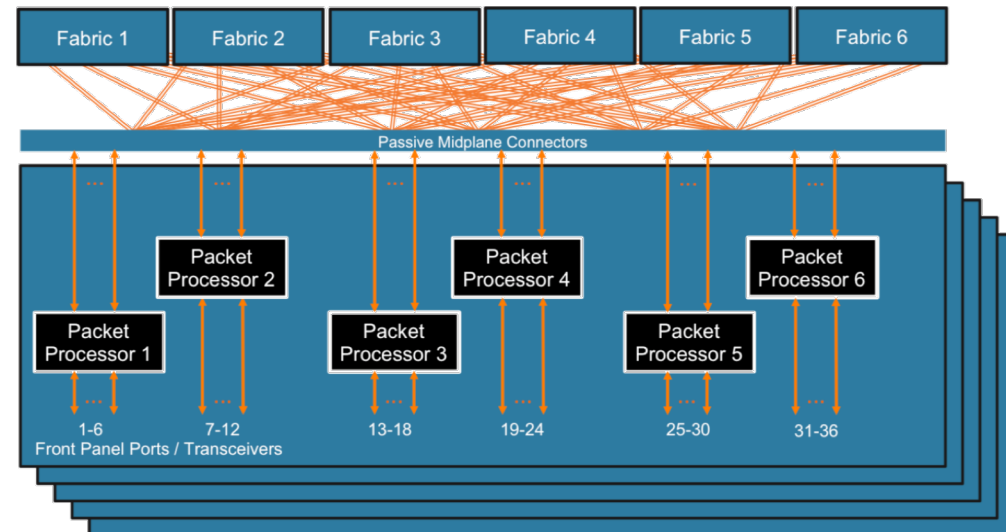 Fabric 1
Fabric 2
Fabric 3
Fabric 4
Fabric 5
Fabric 6
Passive Midplane Connectors
...
...
...
...
...
...
Packet
Processor 2
Packet
Processor 4
Packet
Processor 6
Packet
Processor 1
Packet
Processor 3
Packet
Processor 5
...
...
...
...
...
...
1-6
7-12
13-18
19-24
25-30
31-36
Front Panel Ports / Transceivers